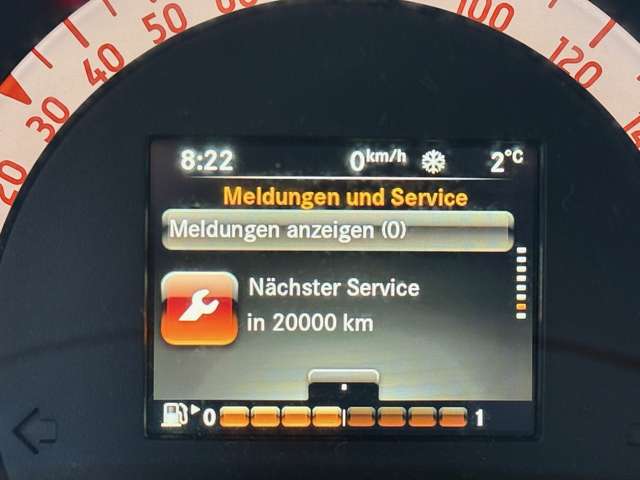 20
30
40
50
100
120
8:22 0km/h 2°C
Meldungen und Service
Meldungen anzeigen (0)
Nächster Service
in 20000 km
0 1